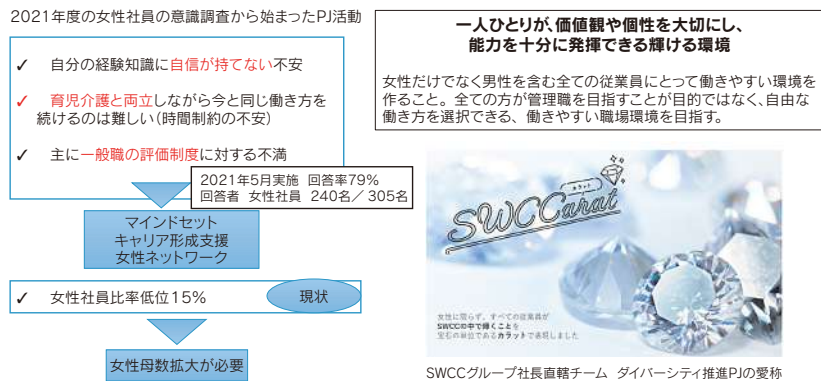 2021年度の女性社員の意識調査から始まったPJ活動
✓ 自分の経験知識に自信が持てない不安
✓ 育児介護と両立しながら今と同じ働き方を
続けるのは難しい（時間制約の不安）
✓ 主に一般職の評価制度に対する不満
2021年5月実施 回答率79%
回答者 女性社員 240名／305名
マインドセット
キャリア形成支援
女性ネットワーク
✓ 女性社員比率低位15%
現状
女性母数拡大が必要
一人ひとりが、価値観や個性を大切にし、
能力を十分に発揮できる輝ける環境
女性だけでなく男性を含む全ての従業員にとって働きやすい環境を
作ること。全ての方が管理職を目指すことが目的ではなく、自由な
働き方を選択できる、働きやすい職場環境を目指す。
カラット
SWCCarat
女性に限らず、すべての従業員が
SWCCの中で輝くことを
宝石の単位であるカラットで表現しました
SWCCグループ社長直轄チーム ダイバーシティ推進PJの愛称